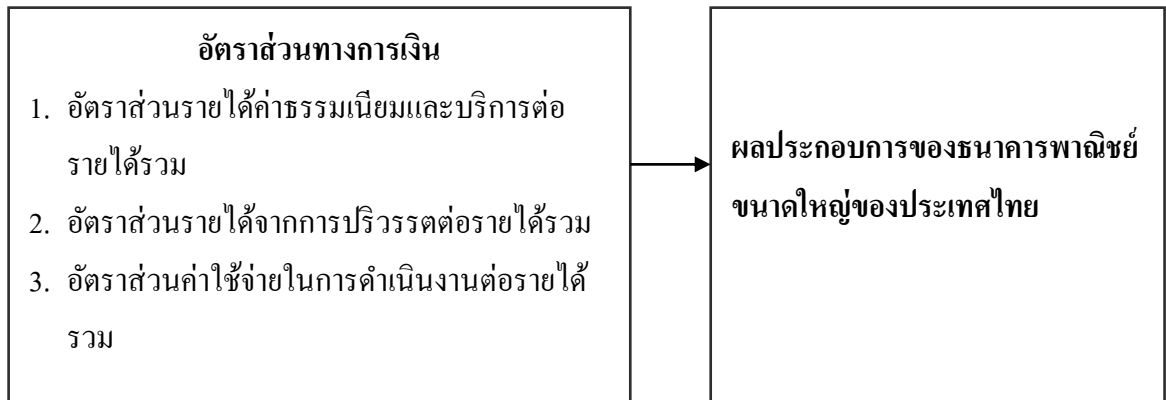 อัตราส่วนทางการเงิน
1. อัตราส่วนรายได้ค่าธรรมเนียมและบริการต่อ
รายได้รวม
2. อัตราส่วนรายได้จากการปริวรรตต่อรายได้รวม
3. อัตราส่วนค่าใช้จ่ายในการดำเนินงานต่อรายได้
รวม
ผลประกอบการของธนาคารพาณิชย์
ขนาดใหญ่ของประเทศไทย